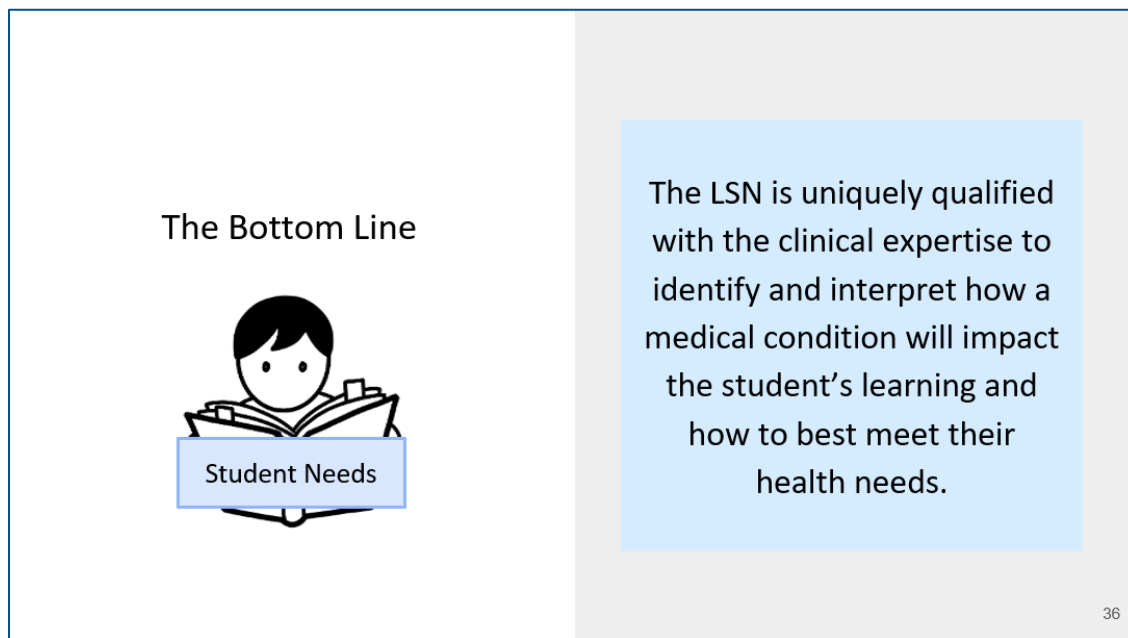 The Bottom Line
Student Needs
The LSN is uniquely qualified
with the clinical expertise to
identify and interpret how a
medical condition will impact
the student’s learning and
how to best meet their
health needs.
36